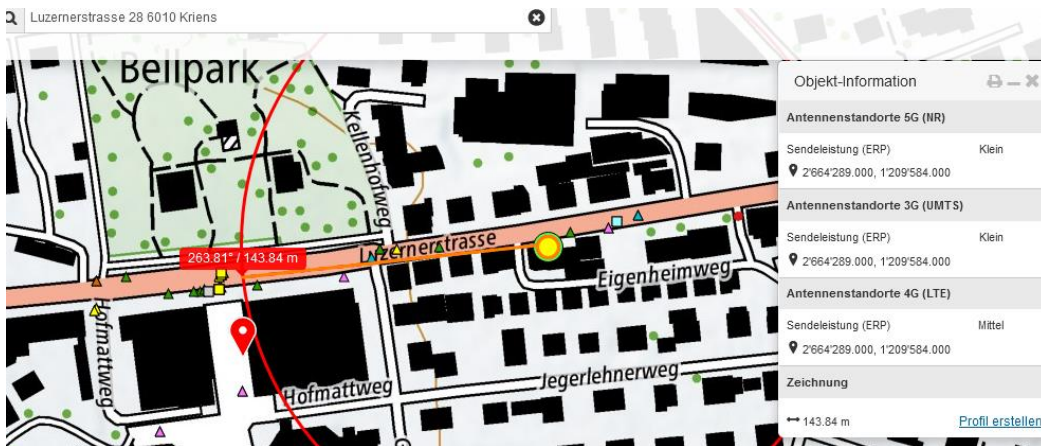 Luzernerstrasse 28 6010 Kriens
Bellpark
Kellenhofweg
Luzernerstrasse
263.81° / 143.84 m
Eigenheimweg
Hofmattweg
Hofmattweg
Jegerlehnerweg
Objekt-Information
Antennenstandorte 5G (NR)
Sendeleistung (ERP) Klein
2'664'289.000, 1'209'584.000
Antennenstandorte 3G (UMTS)
Sendeleistung (ERP) Klein
2'664'289.000, 1'209'584.000
Antennenstandorte 4G (LTE)
Sendeleistung (ERP) Mittel
2'664'289.000, 1'209'584.000
Zeichnung
143.84 m Profil erstellen